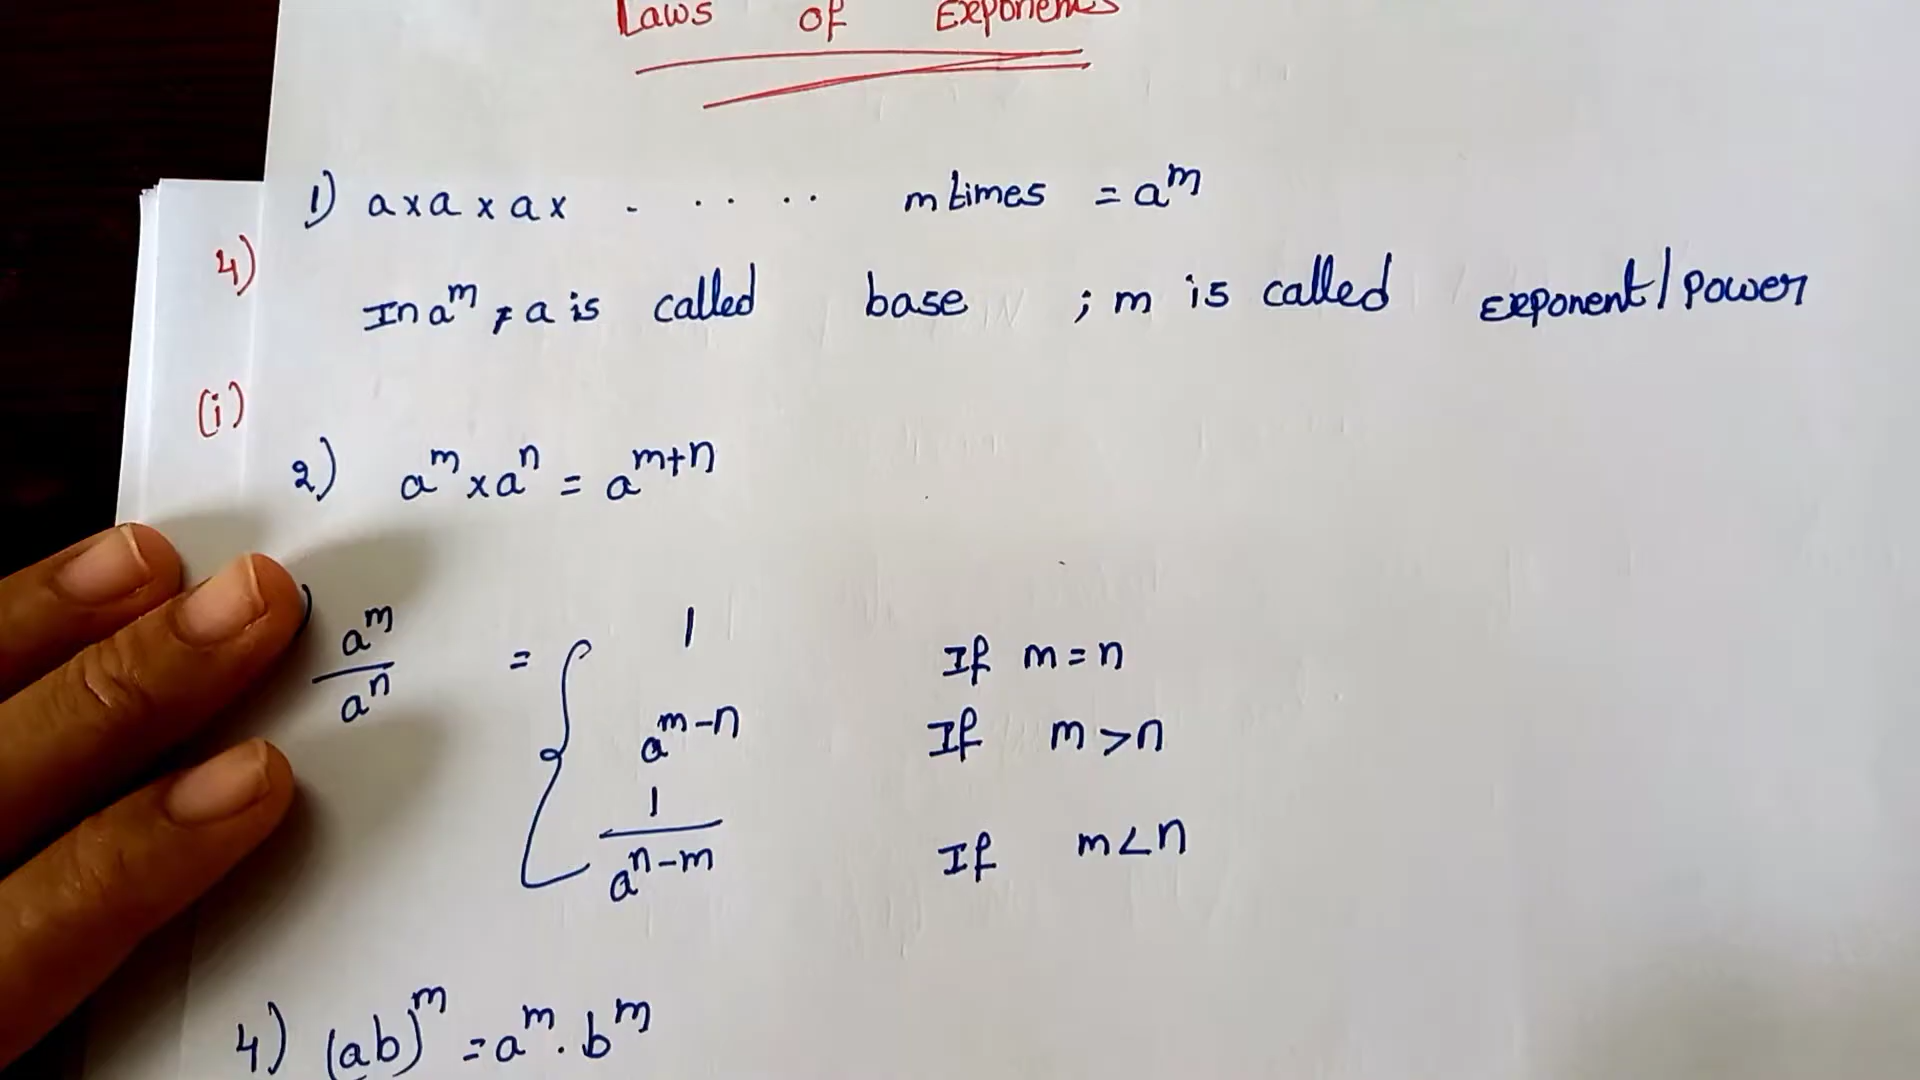 Laws of Exponents
1) a x a x a x . . . . . m times = a^m
4)
In a^m, a is called base ; m is called exponent/power
(i)
2) a^m x a^n = a^(m+n)
) a^m/a^n = { 1 If m = n
a^(m-n) If m > n
1/a^(n-m) If m < n
4) (ab)^m = a^m . b^m